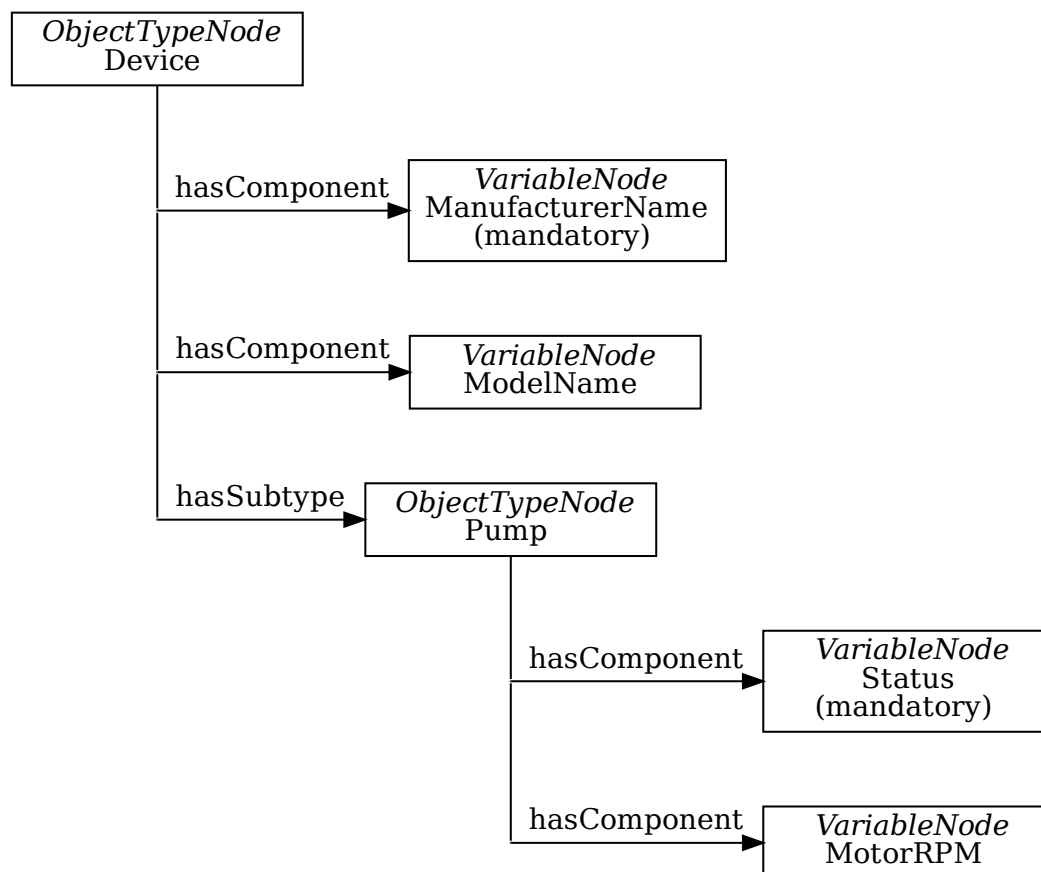 ObjectTypeNode
Device
hasComponent
VariableNode
ManufacturerName
(mandatory)
hasComponent
VariableNode
ModelName
hasSubtype
ObjectTypeNode
Pump
hasComponent
VariableNode
Status
(mandatory)
hasComponent
VariableNode
MotorRPM